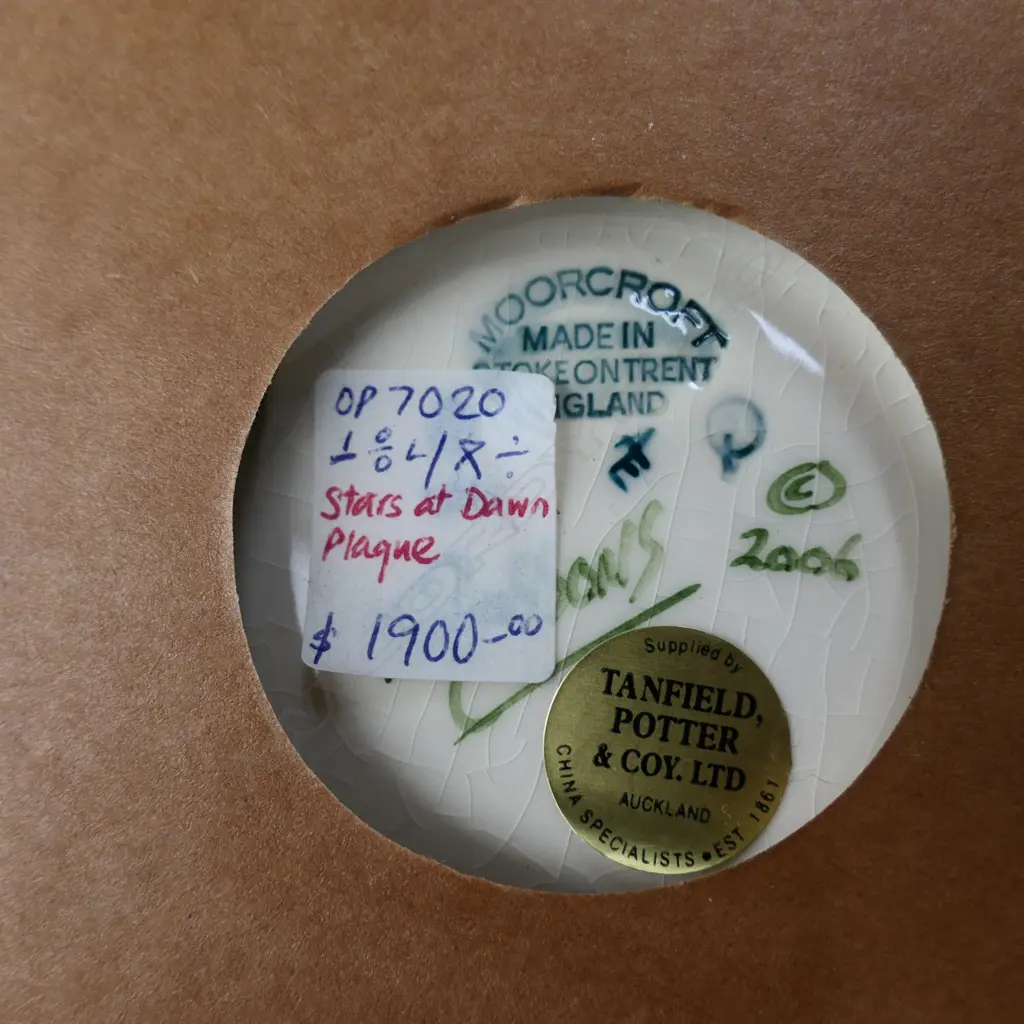 MOORCROFT
MADE IN
STOKE ON TRENT
ENGLAND
OP 7020
Stars at Dawn
Plaque
$ 1900-00
©
2006
Supplied by
TANFIELD,
POTTER
& COY. LTD
AUCKLAND
CHINA SPECIALISTS • EST 1861